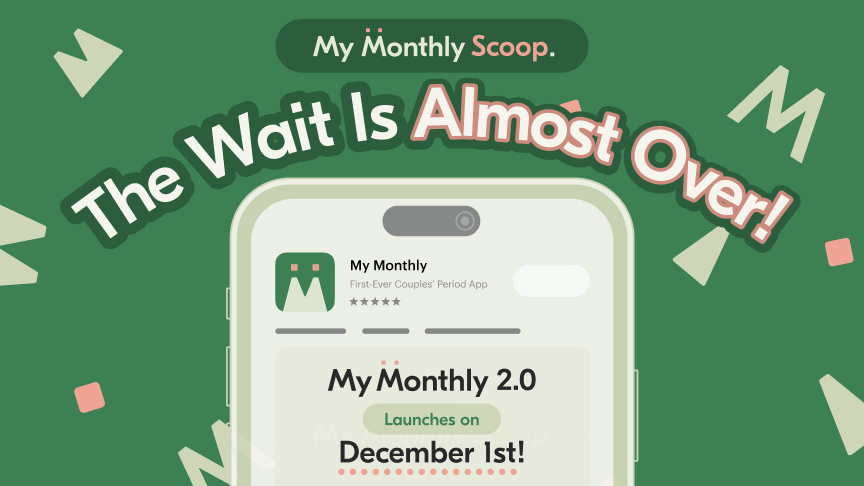 My Monthly Scoop.
The Wait Is Almost Over!
My Monthly
First-Ever Couples' Period App
★★★★★
My Monthly 2.0
Launches on
December 1st!